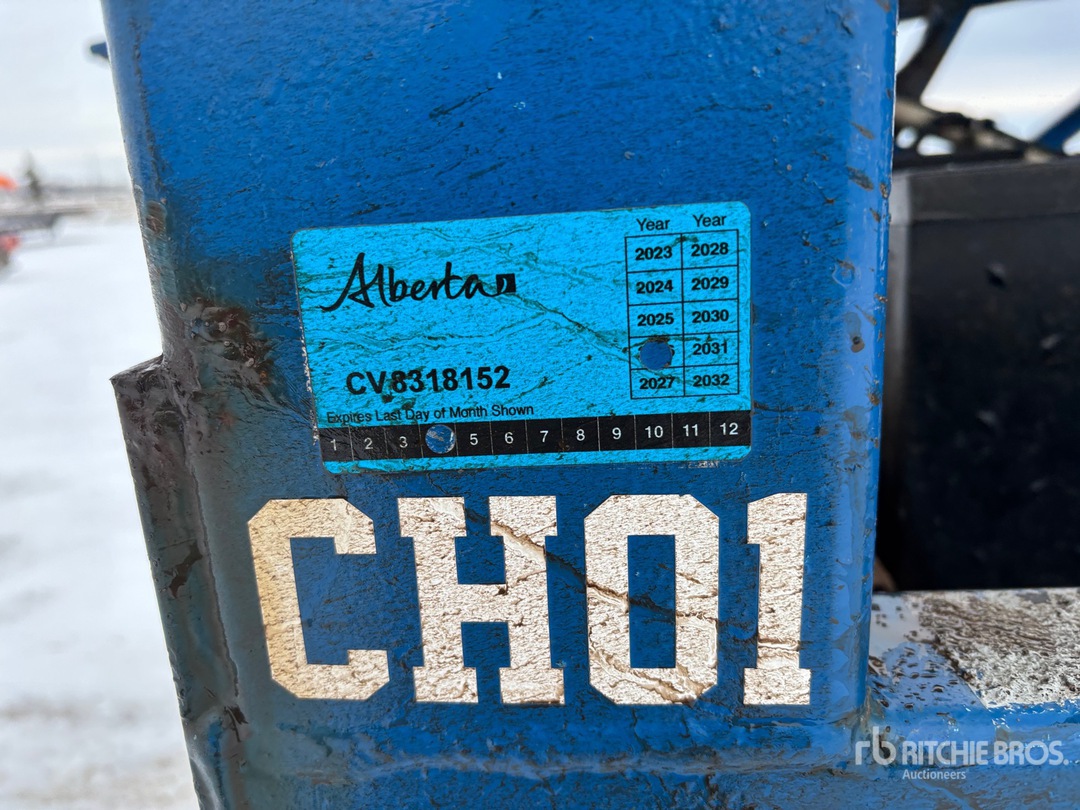 Year Year
2023 2028
2024 2029
2025 2030
2031
2027 2032
Alberta
CV8318152
Expires Last Day of Month Shown
1 2 3 5 6 7 8 9 10 11 12
CH01
rb RITCHIE BROS.
Auctioneers